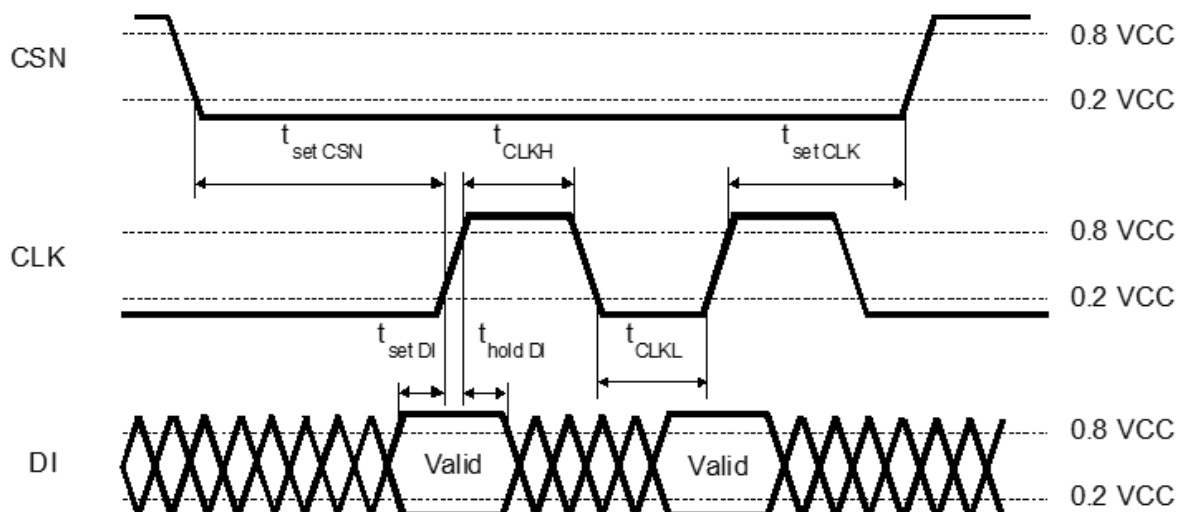 CSN
0.8 VCC
0.2 VCC
t set CSN
t CLKH
t set CLK
CLK
0.8 VCC
0.2 VCC
t set DI
t hold DI
t CLKL
DI
Valid
Valid
0.8 VCC
0.2 VCC